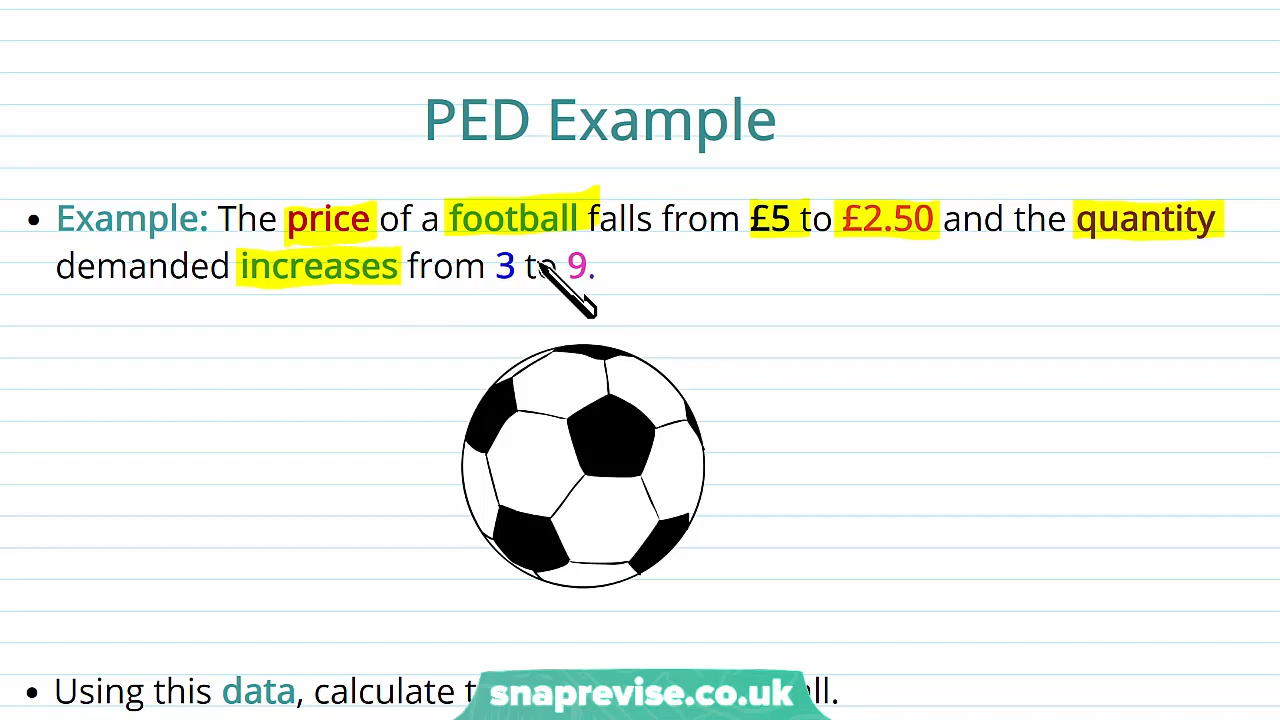 PED Example
• Example: The price of a football falls from £5 to £2.50 and the quantity
demanded increases from 3 to 9.
• Using this data, calculate
snaprevise.co.uk